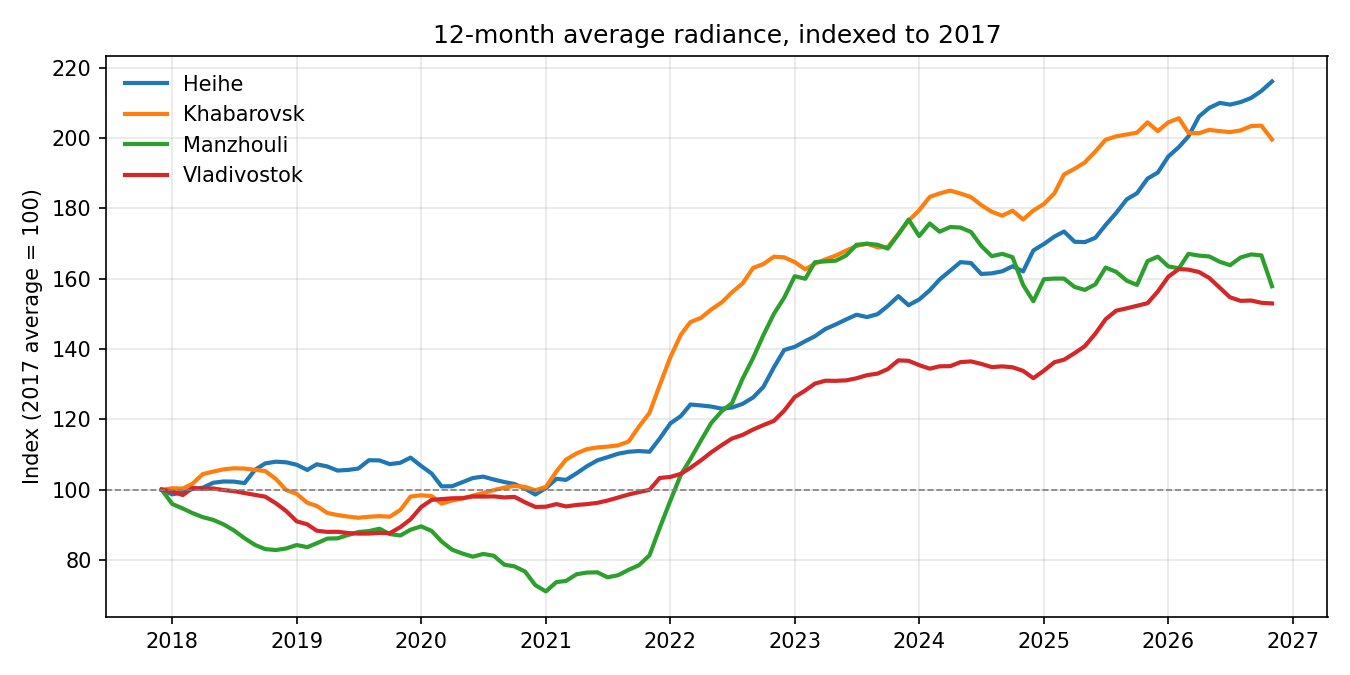 12-month average radiance, indexed to 2017
Index (2017 average = 100)
220
200
180
160
140
120
100
80
Heihe
Khabarovsk
Manzhouli
Vladivostok
2018 2019 2020 2021 2022 2023 2024 2025 2026 2027